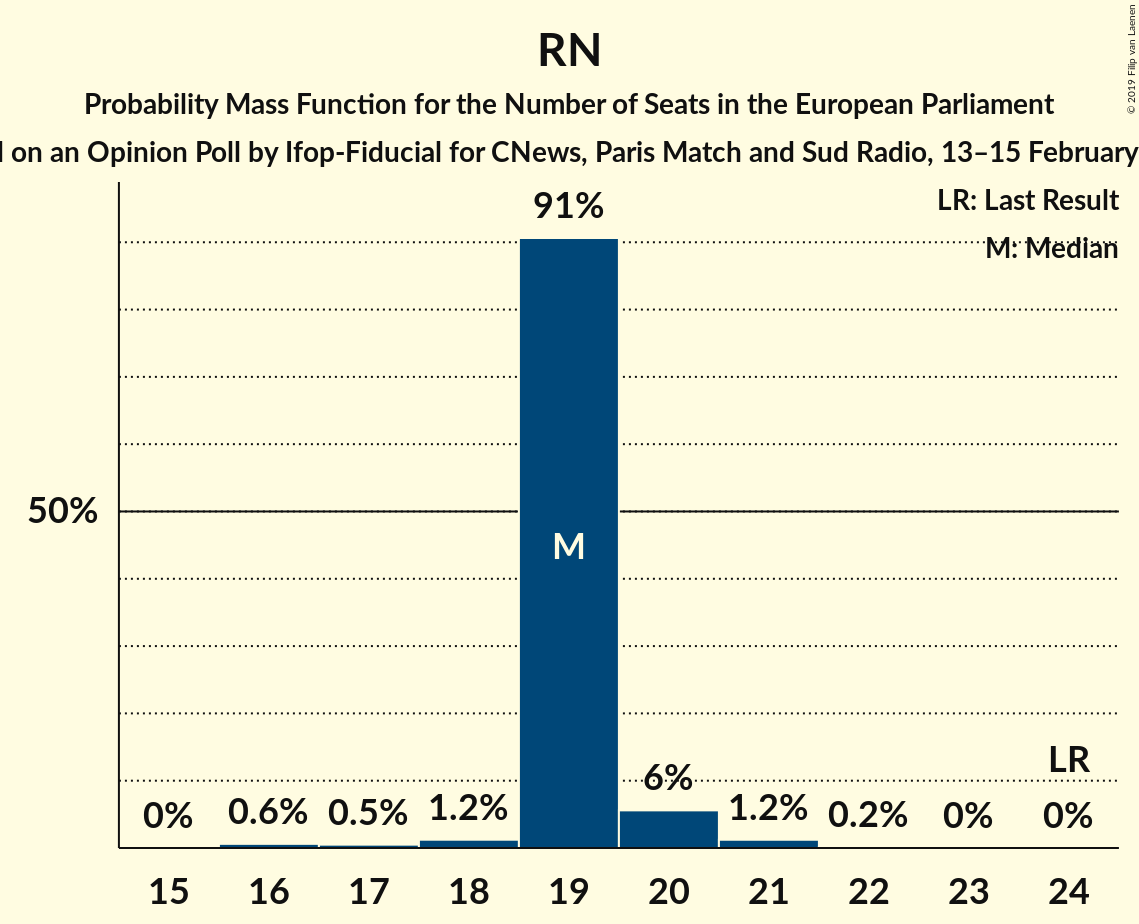 RN
Probability Mass Function for the Number of Seats in the European Parliament
on an Opinion Poll by Ifop-Fiducial for CNews, Paris Match and Sud Radio, 13–15 February
© 2019 Filip van Laenen
LR: Last Result
M: Median
91%
50%
M
LR
0% 0.6% 0.5% 1.2% 6% 1.2% 0.2% 0% 0%
15 16 17 18 19 20 21 22 23 24